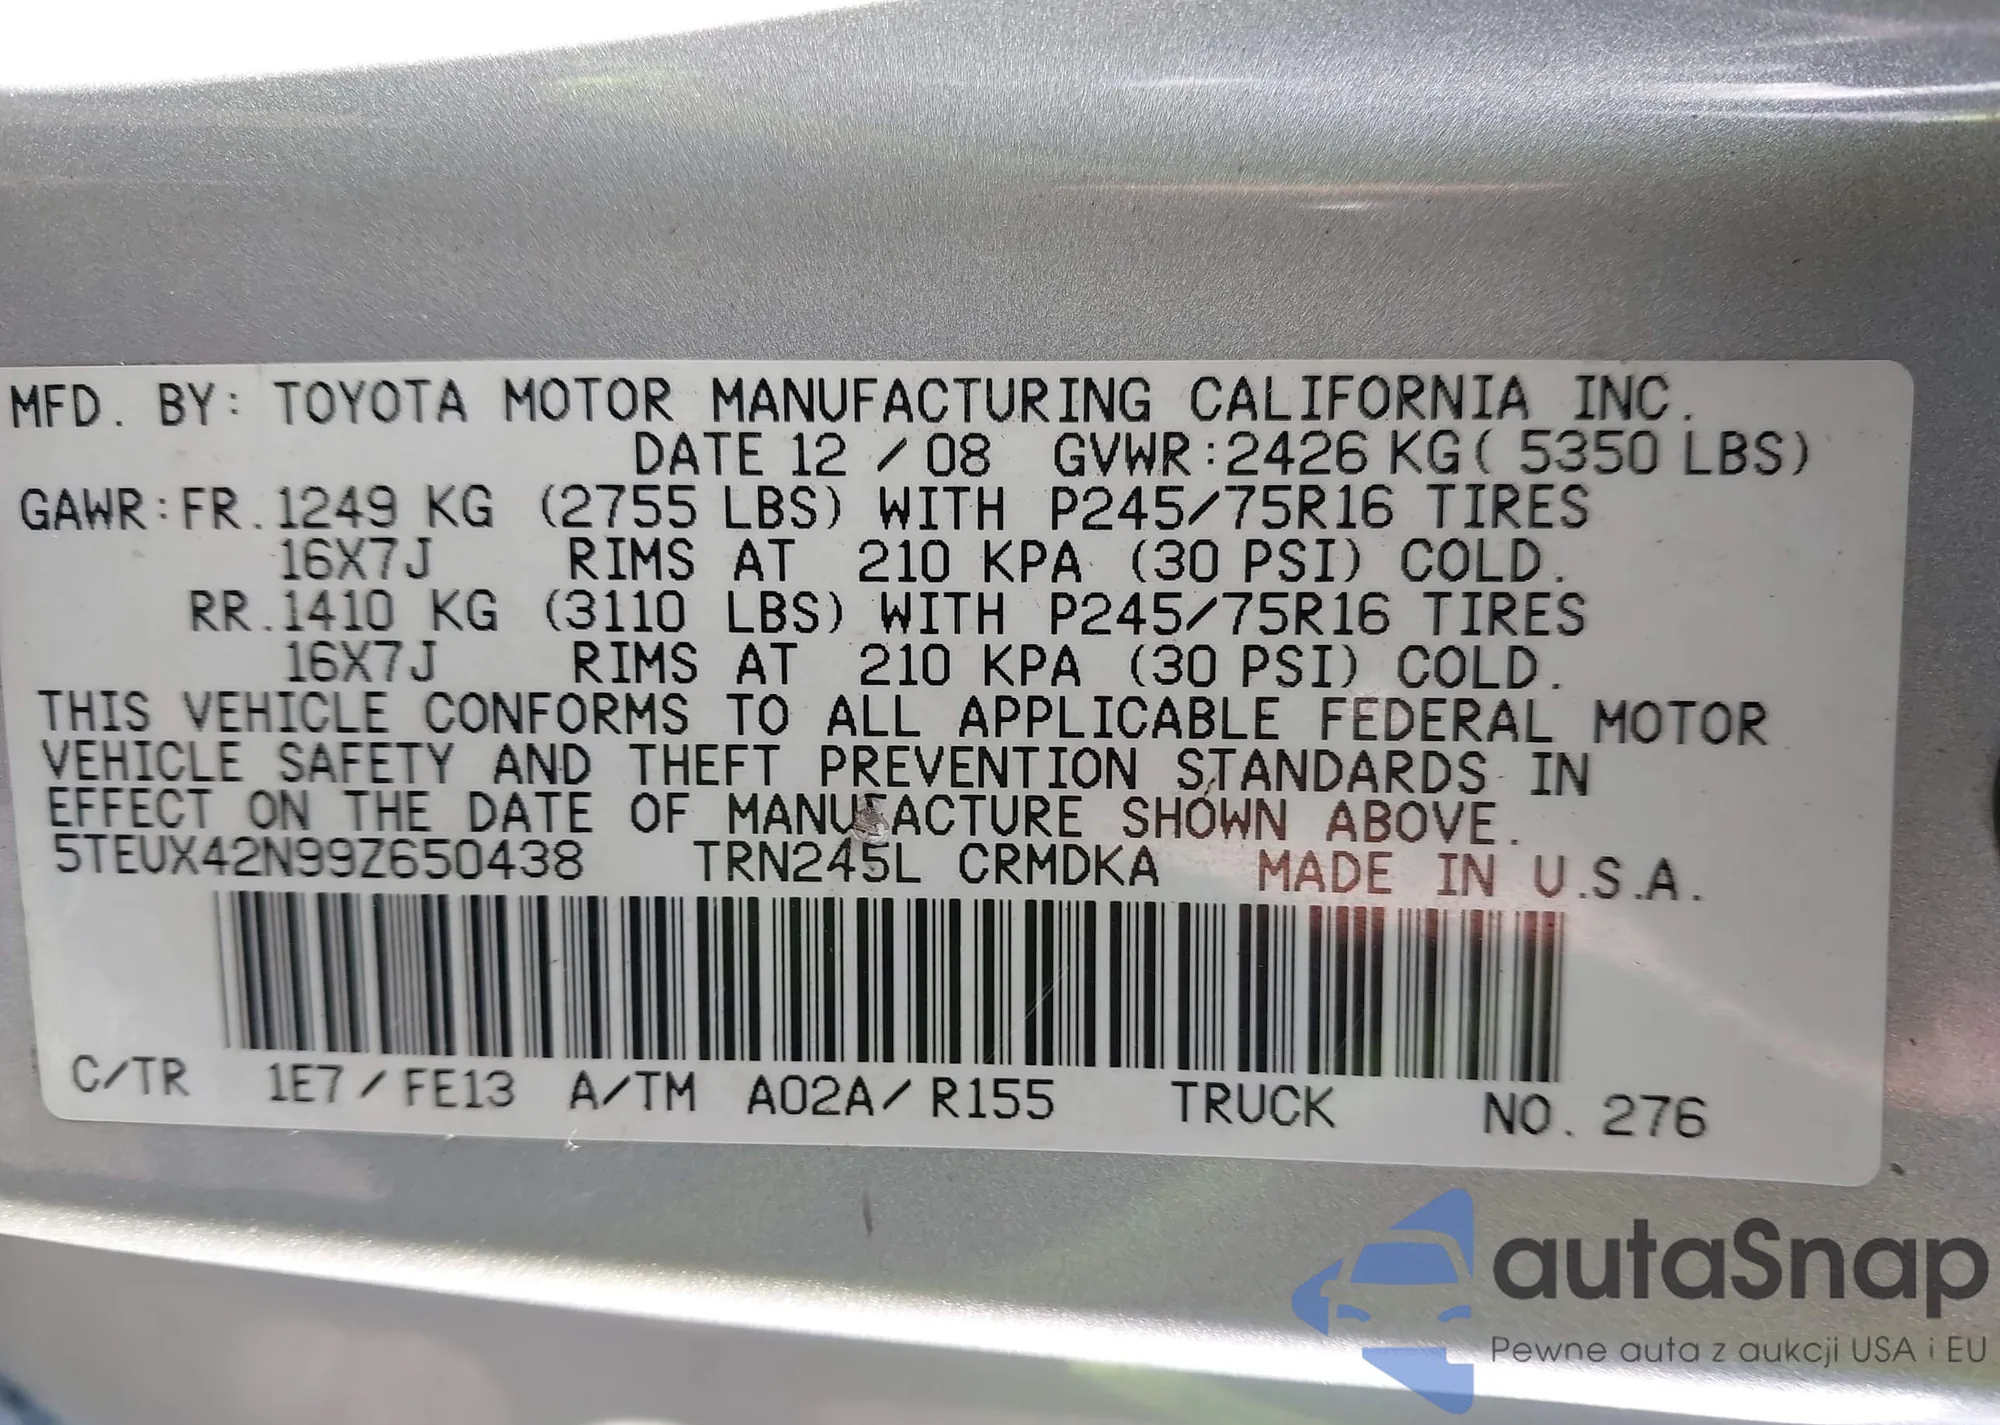 MFD. BY: TOYOTA MOTOR MANUFACTURING CALIFORNIA INC.
DATE 12 / 08 GVWR:2426 KG( 5350 LBS)
GAWR:FR.1249 KG (2755 LBS) WITH P245/75R16 TIRES
16X7J RIMS AT 210 KPA (30 PSI) COLD.
RR.1410 KG (3110 LBS) WITH P245/75R16 TIRES
16X7J RIMS AT 210 KPA (30 PSI) COLD.
THIS VEHICLE CONFORMS TO ALL APPLICABLE FEDERAL MOTOR
VEHICLE SAFETY AND THEFT PREVENTION STANDARDS IN
EFFECT ON THE DATE OF MANUFACTURE SHOWN ABOVE.
5TEUX42N99Z650438 TRN245L CRMDKA MADE IN U.S.A.
C/TR 1E7 / FE13 A/TM A02A/ R155 TRUCK NO. 276
autaSnap
Pewne auta z aukcji USA i EU